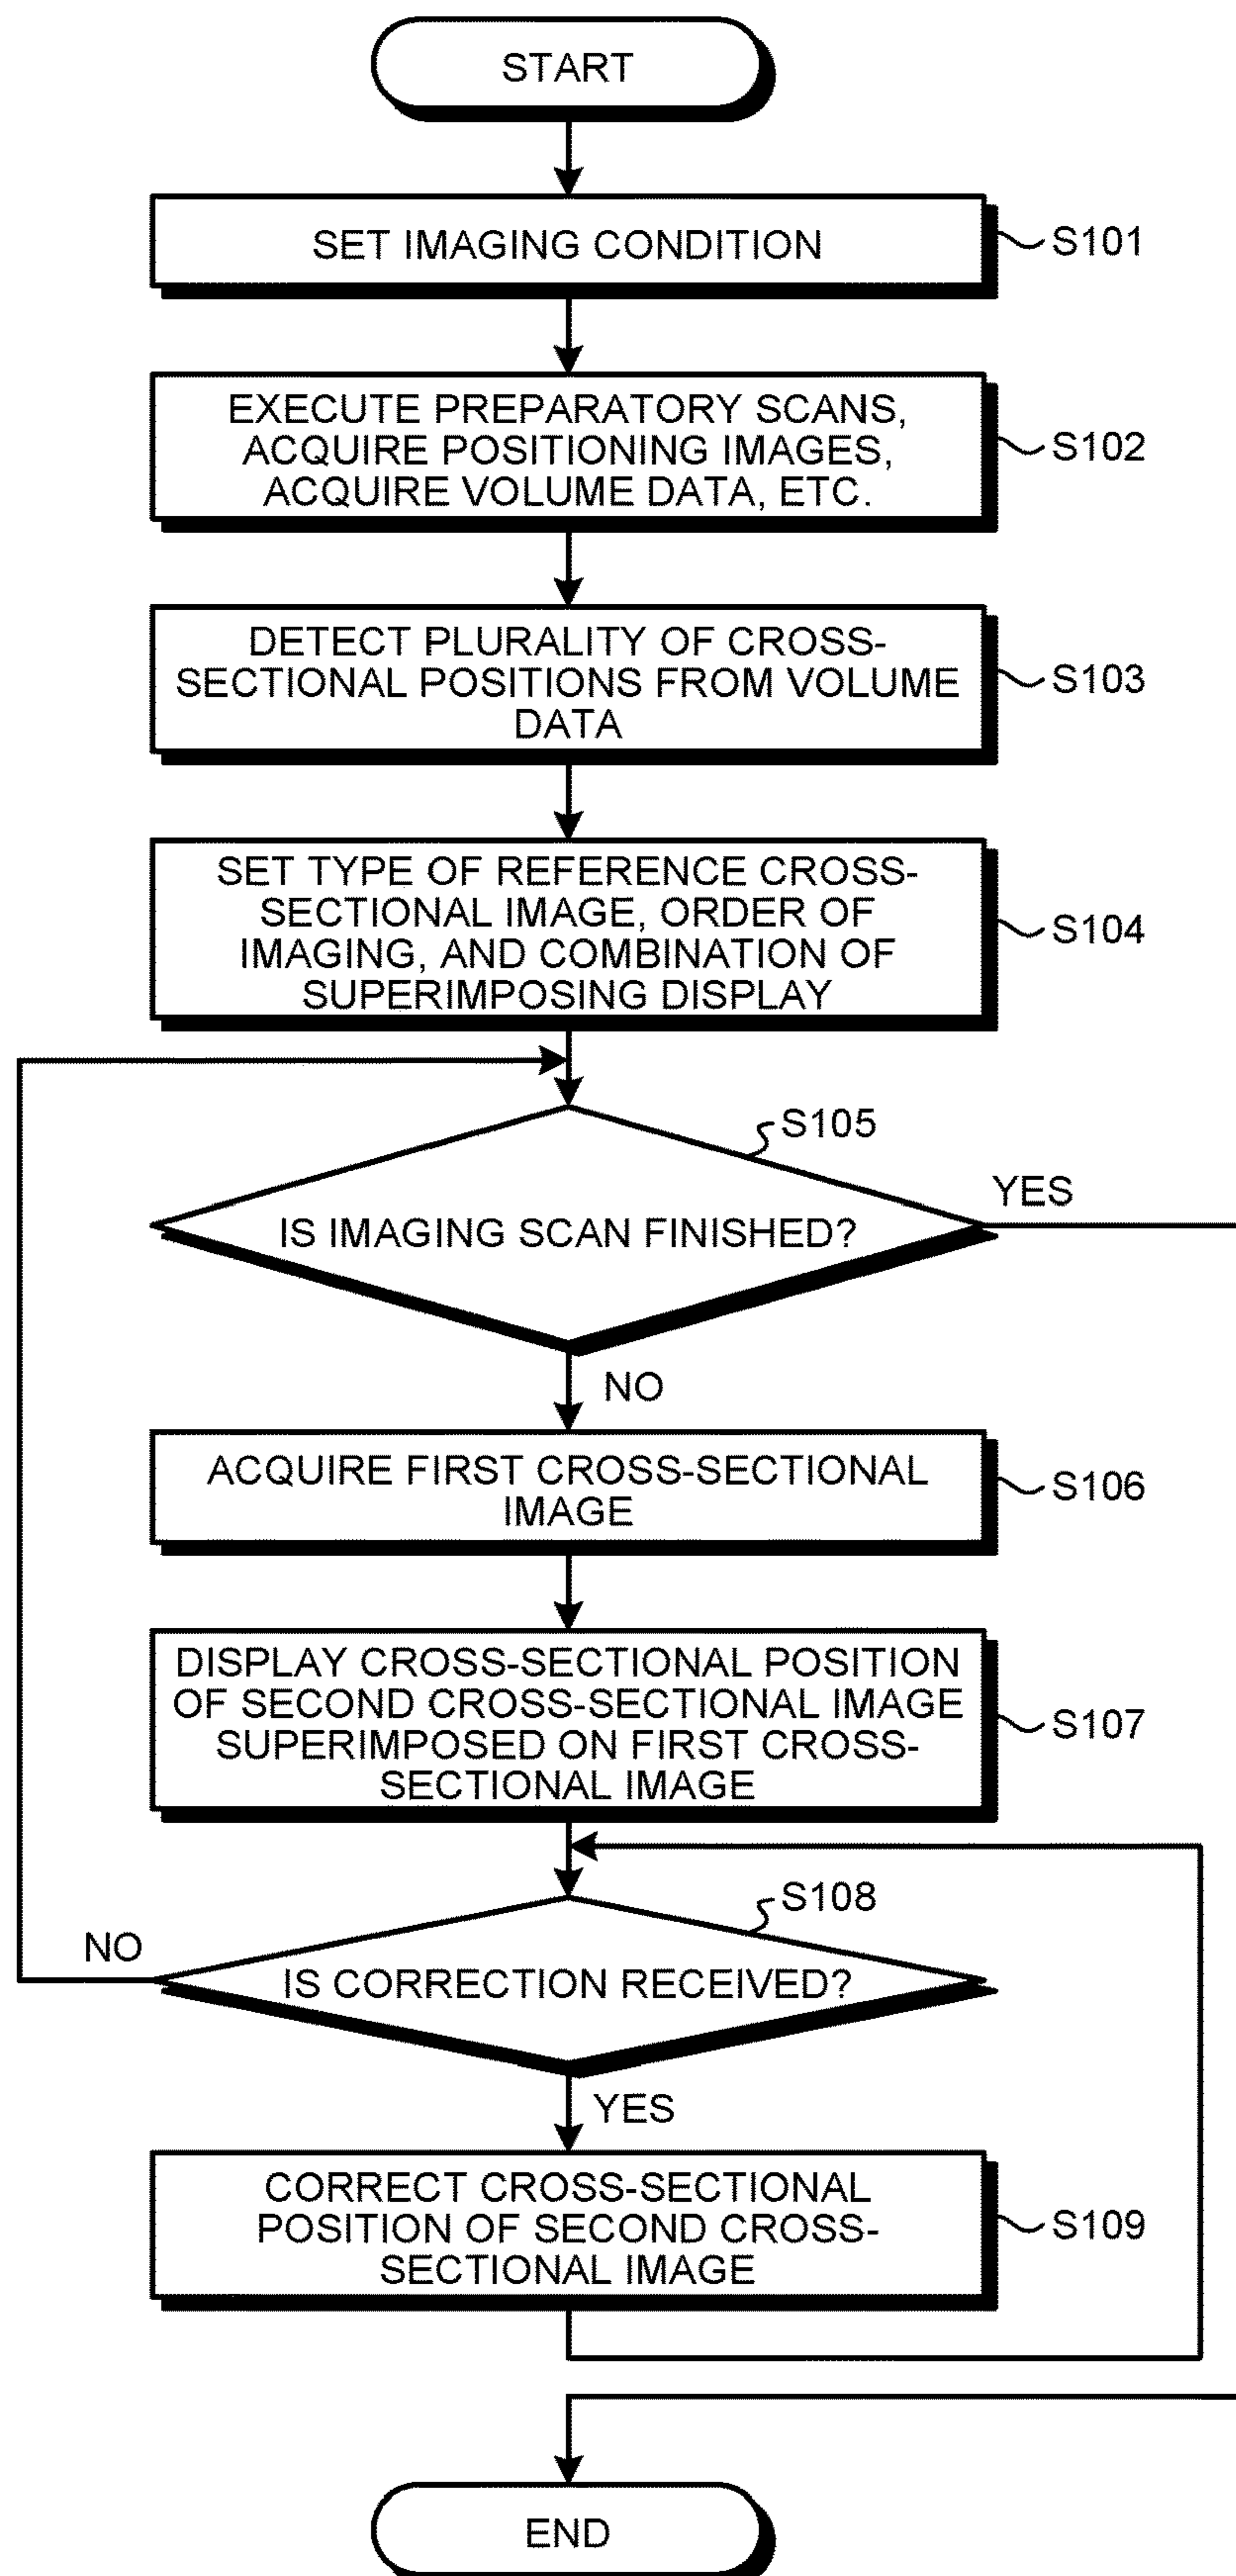 START
SET IMAGING CONDITION
S101
EXECUTE PREPARATORY SCANS,
ACQUIRE POSITIONING IMAGES,
ACQUIRE VOLUME DATA, ETC.
S102
DETECT PLURALITY OF CROSS-
SECTIONAL POSITIONS FROM VOLUME
DATA
S103
SET TYPE OF REFERENCE CROSS-
SECTIONAL IMAGE, ORDER OF
IMAGING, AND COMBINATION OF
SUPERIMPOSING DISPLAY
S104
S105
IS IMAGING SCAN FINISHED?
YES
NO
ACQUIRE FIRST CROSS-SECTIONAL
IMAGE
S106
DISPLAY CROSS-SECTIONAL POSITION
OF SECOND CROSS-SECTIONAL IMAGE
SUPERIMPOSED ON FIRST CROSS-
SECTIONAL IMAGE
S107
S108
IS CORRECTION RECEIVED?
NO
YES
CORRECT CROSS-SECTIONAL
POSITION OF SECOND CROSS-
SECTIONAL IMAGE
S109
END